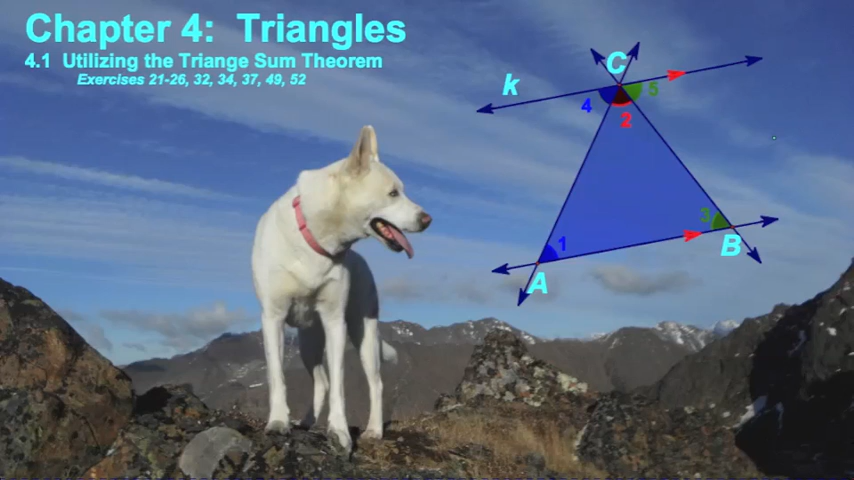 Chapter 4: Triangles
4.1 Utilizing the Triange Sum Theorem
Exercises 21-26, 32, 34, 37, 49, 52
C
k
5
4
2
3
B
1
A